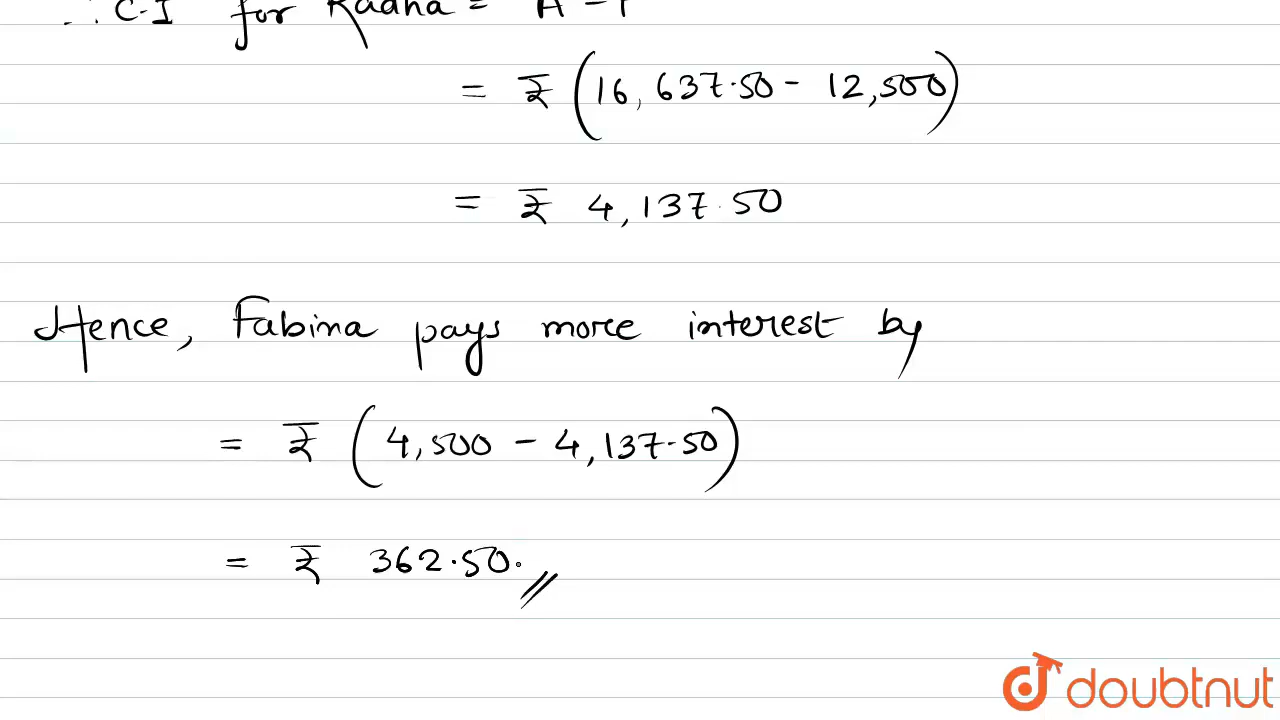 ∴ C-I for Radha = A - P
= ₹ (16,637.50 - 12,500)
= ₹ 4,137.50
Hence, Fabina pays more interest by
= ₹ (4,500 - 4,137.50)
= ₹ 362.50.
doubtnut